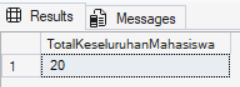 Results Messages
TotalKeseluruhanMahasiswa
1 20